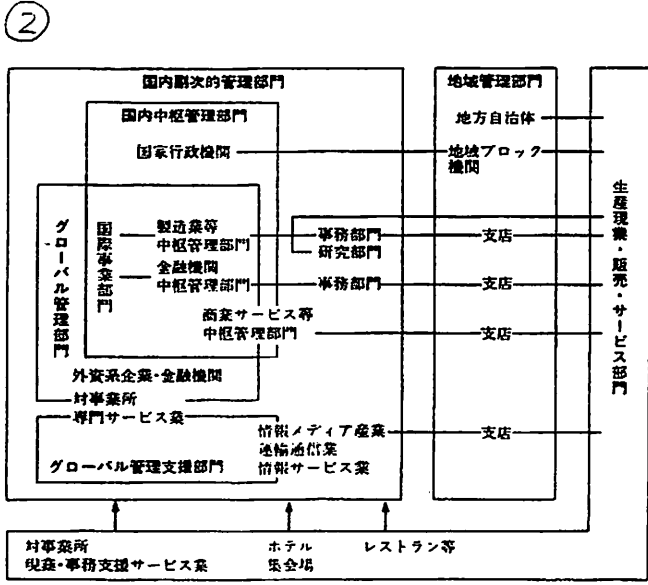 ②
国内副次的管理部門
国内中枢管理部門
国家行政機関
グローバル管理部門
国際事業部門
製造業等
中枢管理部門
金融機関
中枢管理部門
事務部門
研究部門
事務部門
商業サービス等
中枢管理部門
外資系企業・金融機関
対事業所
専門サービス業
グローバル管理支援部門
情報メディア産業
運輸通信業
情報サービス業
地域管理部門
地方自治体
地域ブロック
機関
支店
支店
支店
支店
生産現業・販売・サービス部門
対事業所
現業・事務支援サービス業
ホテル
集会場
レストラン等